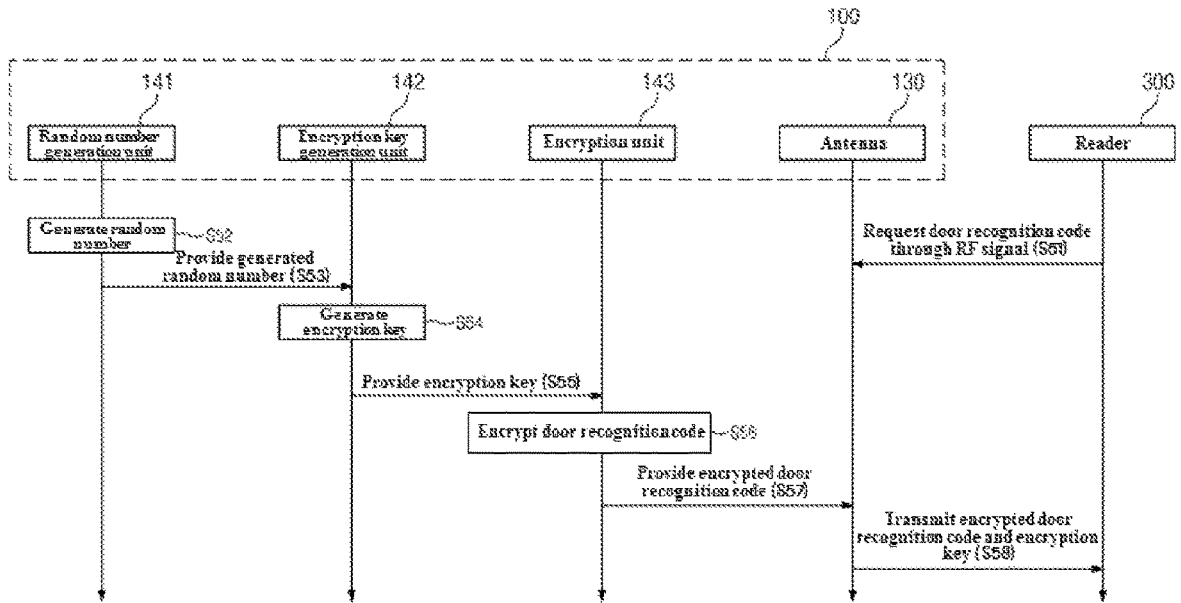 100
141
142
143
130
300
Random number
generation unit
Encryption key
generation unit
Encryption unit
Antenna
Reader
Generate random
number
S52
Request door recognition code
through RF signal (S51)
Provide generated
random number (S53)
Generate
encryption key
S54
Provide encryption key (S55)
Encrypt door recognition code
S56
Provide encrypted door
recognition code (S57)
Transmit encrypted door
recognition code and encryption
key (S58)